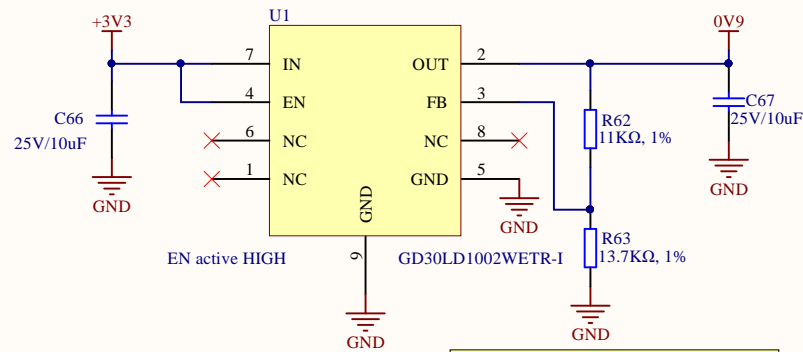 +3V3
U1
0V9
7
IN
OUT
2
4
EN
FB
3
C66
25V/10uF
C67
25V/10uF
6
NC
NC
8
R62
11KΩ, 1%
1
NC
GND
5
GND
GND
GND
GND
R63
13.7KΩ, 1%
9
EN active HIGH
GD30LD1002WETR-I
GND
GND